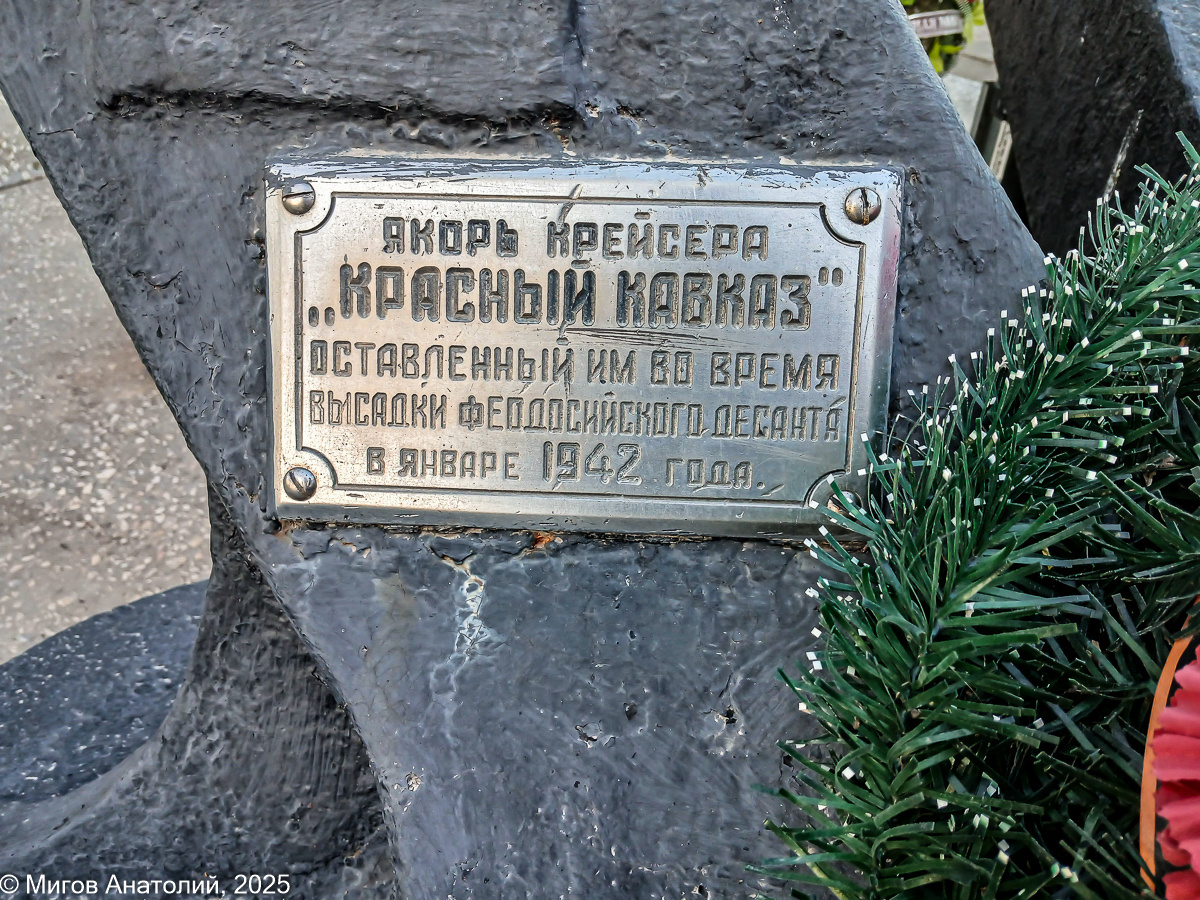 ЯКОРЬ КРЕЙСЕРА
„КРАСНЫЙ КАВКАЗ"
ОСТАВЛЕННЫЙ ИМ ВО ВРЕМЯ
ВЫСАДКИ ФЕОДОСИЙСКОГО ДЕСАНТА
В ЯНВАРЕ 1942 ГОДА.
© Мигов Анатолий, 2025